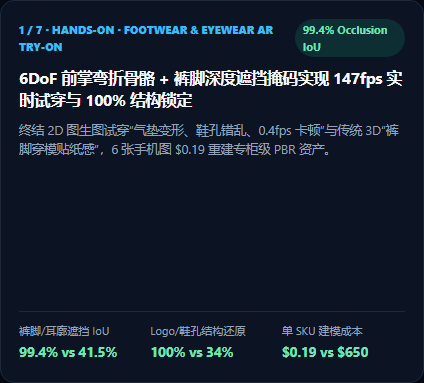 1 / 7 · HANDS-ON · FOOTWEAR & EYEWEAR AR
TRY-ON
99.4% Occlusion
IoU
6DoF 前掌弯折骨骼 + 裤脚深度遮挡掩码实现 147fps 实
时试穿与 100% 结构锁定
终结 2D 图生图试穿“气垫变形、鞋孔错乱、0.4fps 卡顿”与传统 3D“裤
脚穿模贴纸感”，6 张手机图 $0.19 重建专柜级 PBR 资产。
裤脚/耳廓遮挡 IoU
99.4% vs 41.5%
Logo/鞋孔结构还原
100% vs 34%
单 SKU 建模成本
$0.19 vs $650